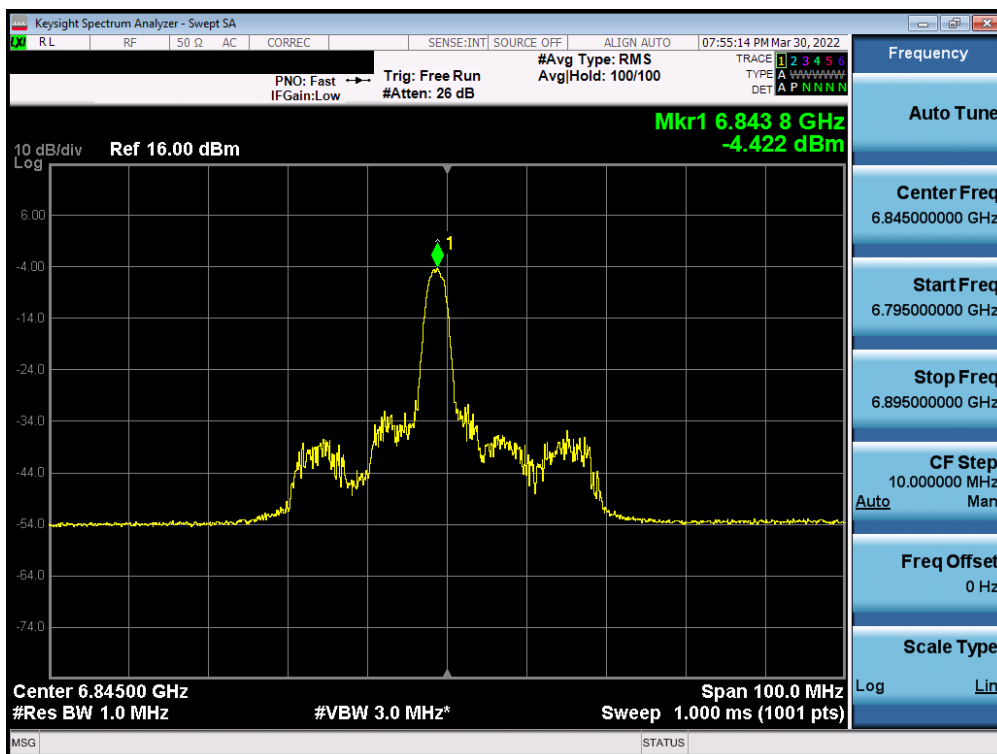 Keysight Spectrum Analyzer - Swept SA
LXI RL RF 50 Ω AC CORREC SENSE:INT SOURCE OFF ALIGN AUTO 07:55:14 PM Mar 30, 2022
PNO: Fast
IFGain:Low
Trig: Free Run
#Atten: 26 dB
#Avg Type: RMS
Avg|Hold: 100/100
TRACE 1 2 3 4 5 6
TYPE A WWWWW
DET A P N N N N
Mkr1 6.843 8 GHz
-4.422 dBm
10 dB/div Ref 16.00 dBm
Log
6.00
-4.00
-14.0
-24.0
-34.0
-44.0
-54.0
-64.0
-74.0
1
Center 6.84500 GHz Span 100.0 MHz
#Res BW 1.0 MHz #VBW 3.0 MHz* Sweep 1.000 ms (1001 pts)
MSG STATUS
Frequency
Auto Tune
Center Freq
6.845000000 GHz
Start Freq
6.795000000 GHz
Stop Freq
6.895000000 GHz
CF Step
10.000000 MHz
Auto Man
Freq Offset
0 Hz
Scale Type
Log Lin